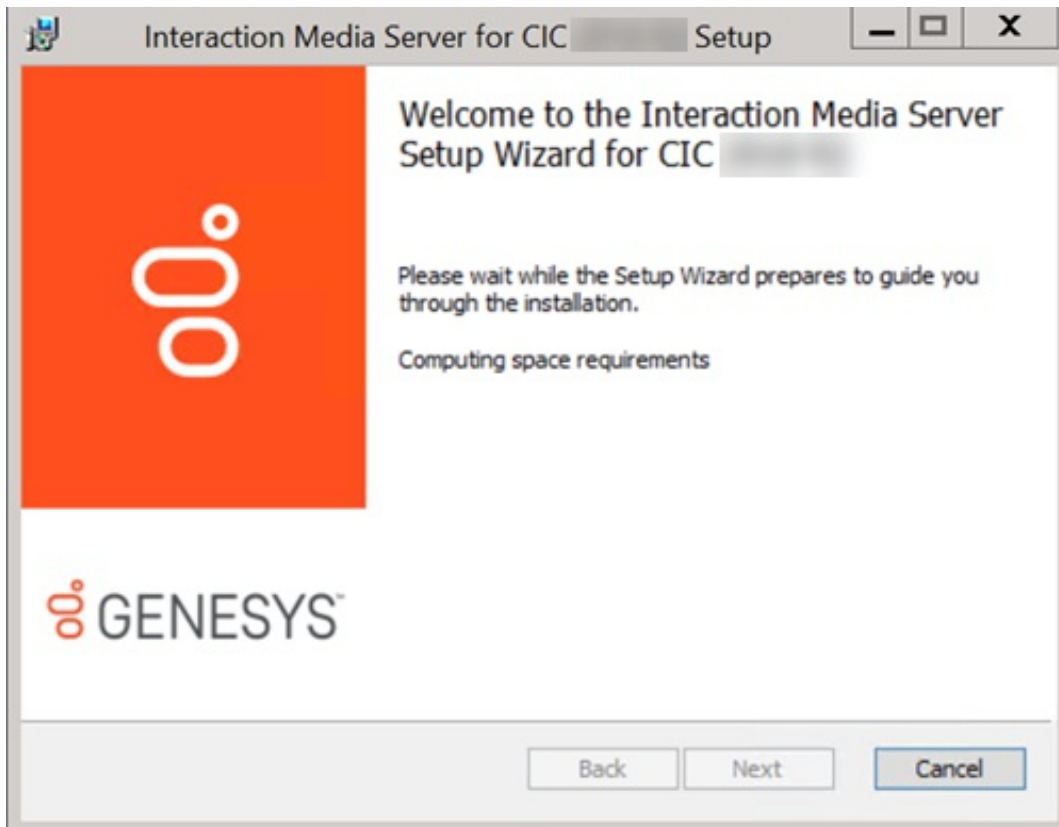 Interaction Media Server for CIC Setup
Welcome to the Interaction Media Server
Setup Wizard for CIC
Please wait while the Setup Wizard prepares to guide you
through the installation.
Computing space requirements
GENESYS™
Back Next Cancel